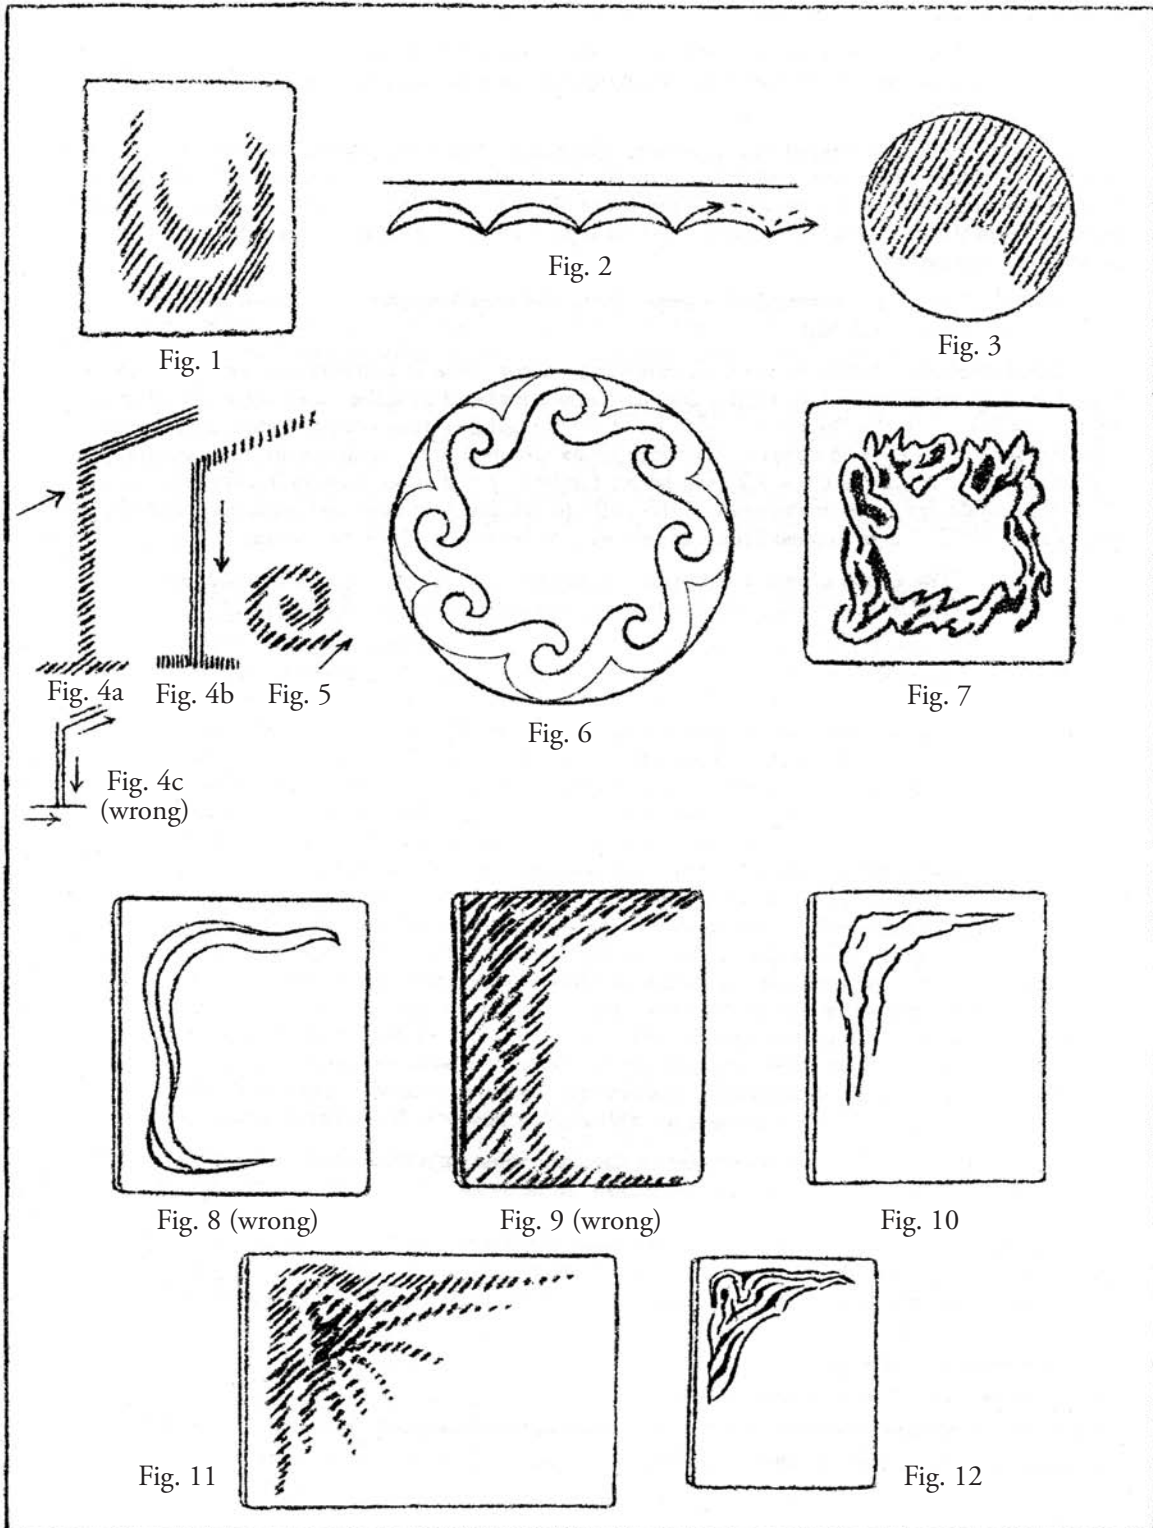 Fig. 1
Fig. 2
Fig. 3
Fig. 4a
Fig. 4b
Fig. 5
Fig. 6
Fig. 7
Fig. 4c
(wrong)
Fig. 8 (wrong)
Fig. 9 (wrong)
Fig. 10
Fig. 11
Fig. 12